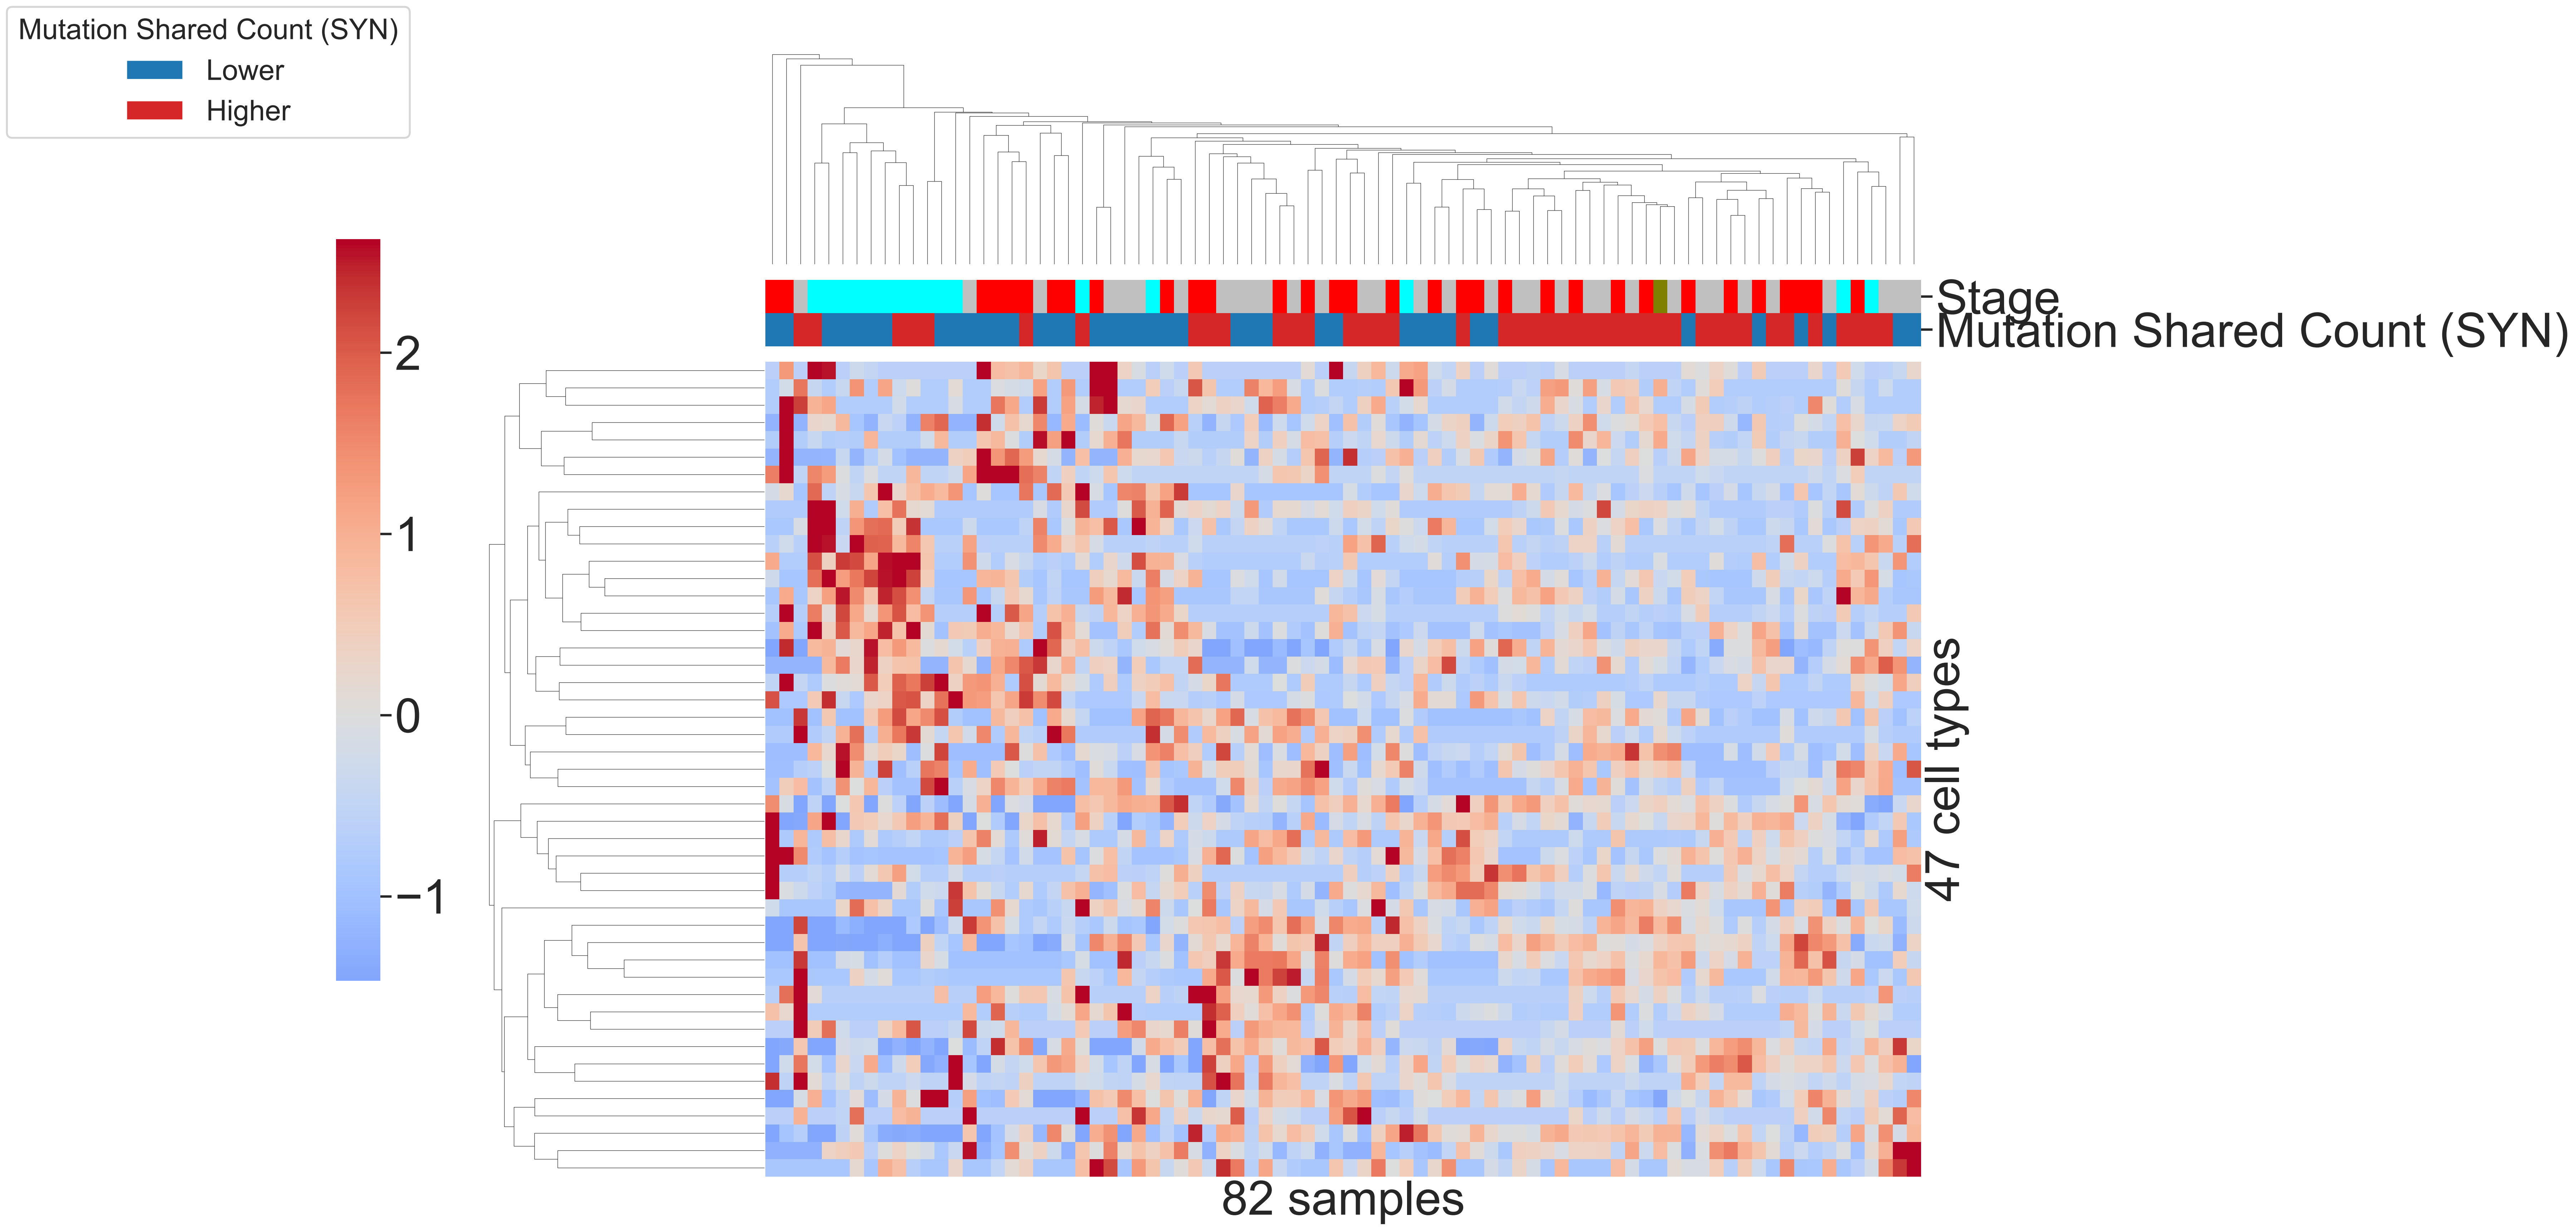 Mutation Shared Count (SYN)
Lower
Higher
Stage
Mutation Shared Count (SYN)
2
1
0
−1
47 cell types
82 samples